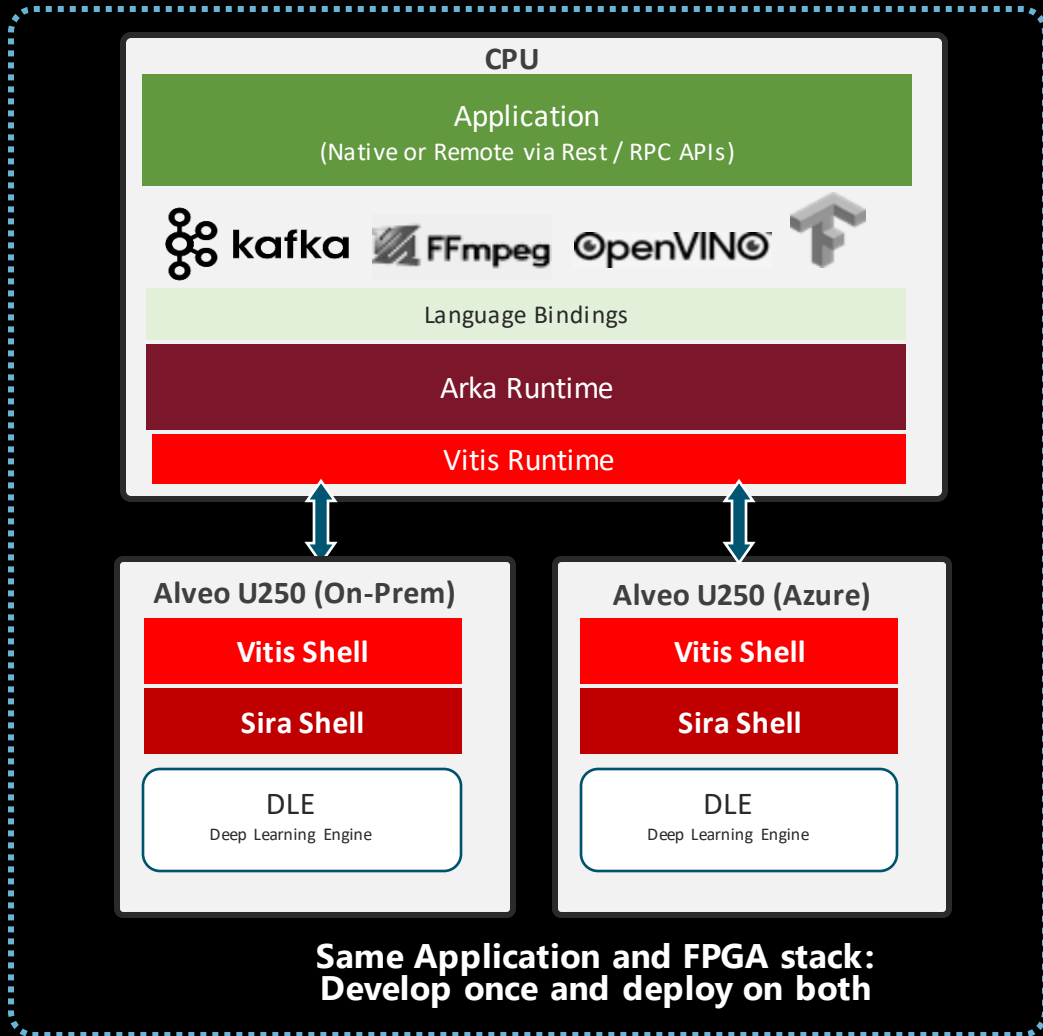 CPU
Application
(Native or Remote via Rest / RPC APIs)
kafka FFmpeg OpenVINO
Language Bindings
Arka Runtime
Vitis Runtime
Alveo U250 (On-Prem)
Vitis Shell
Sira Shell
DLE
Deep Learning Engine
Alveo U250 (Azure)
Vitis Shell
Sira Shell
DLE
Deep Learning Engine
Same Application and FPGA stack:
Develop once and deploy on both